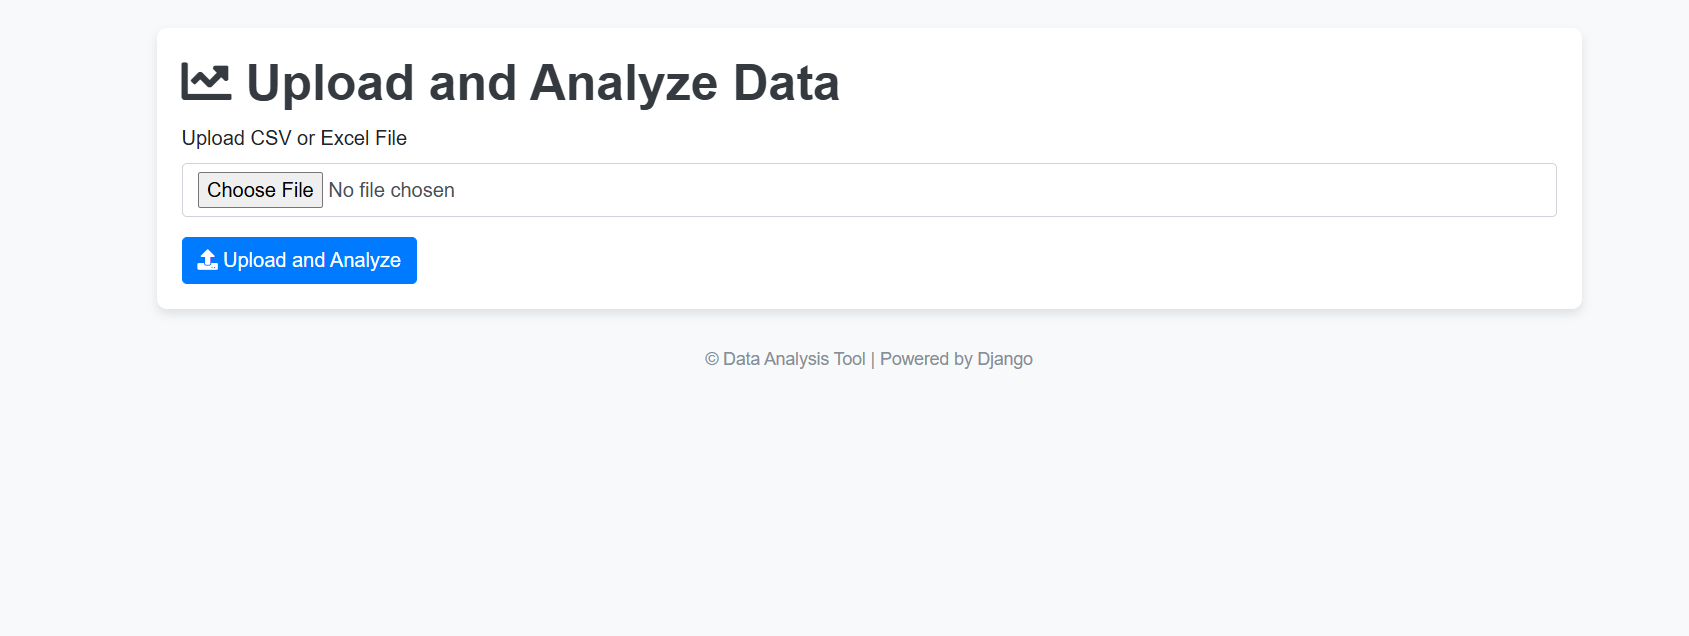 Upload and Analyze Data
Upload CSV or Excel File
Choose File No file chosen
Upload and Analyze
© Data Analysis Tool | Powered by Django